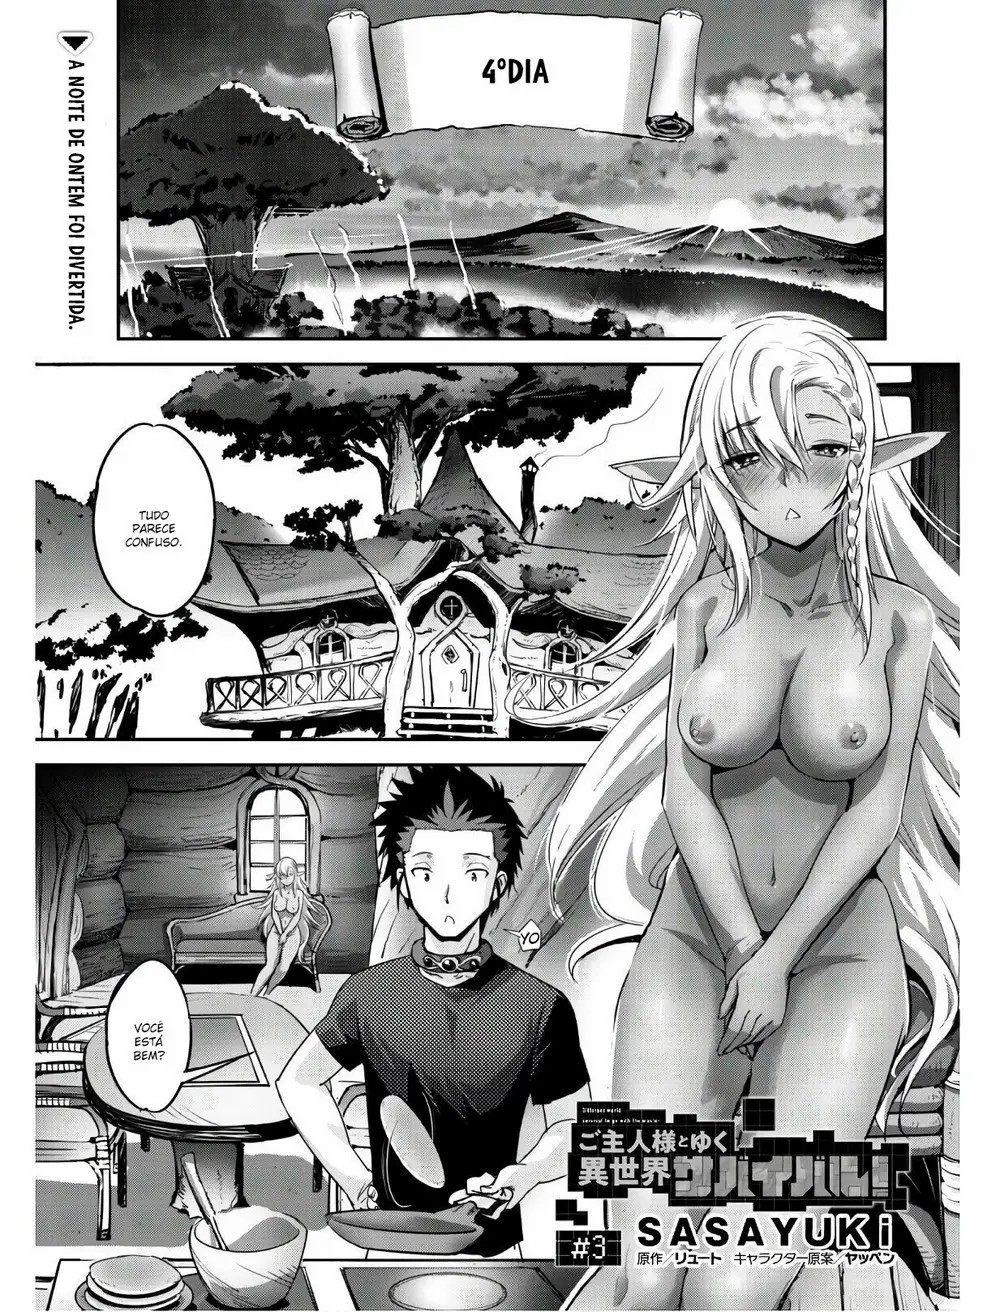 4ºDIA
A NOITE DE ONTEM FOI DIVERTIDA.
TUDO
PARECE
CONFUSO.
YO
VOCÊ
ESTÁ
BEM?
ご主人様とゆく
異世界サバイバル!
#3
SASAYUKi
原作/リュート キャラクター原案/ヤッペン